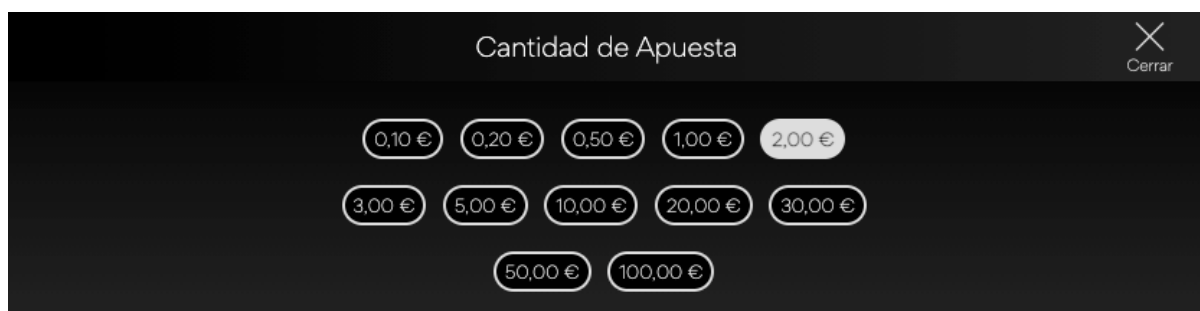 Cantidad de Apuesta
Cerrar
0,10 € 0,20 € 0,50 € 1,00 € 2,00 €
3,00 € 5,00 € 10,00 € 20,00 € 30,00 €
50,00 € 100,00 €